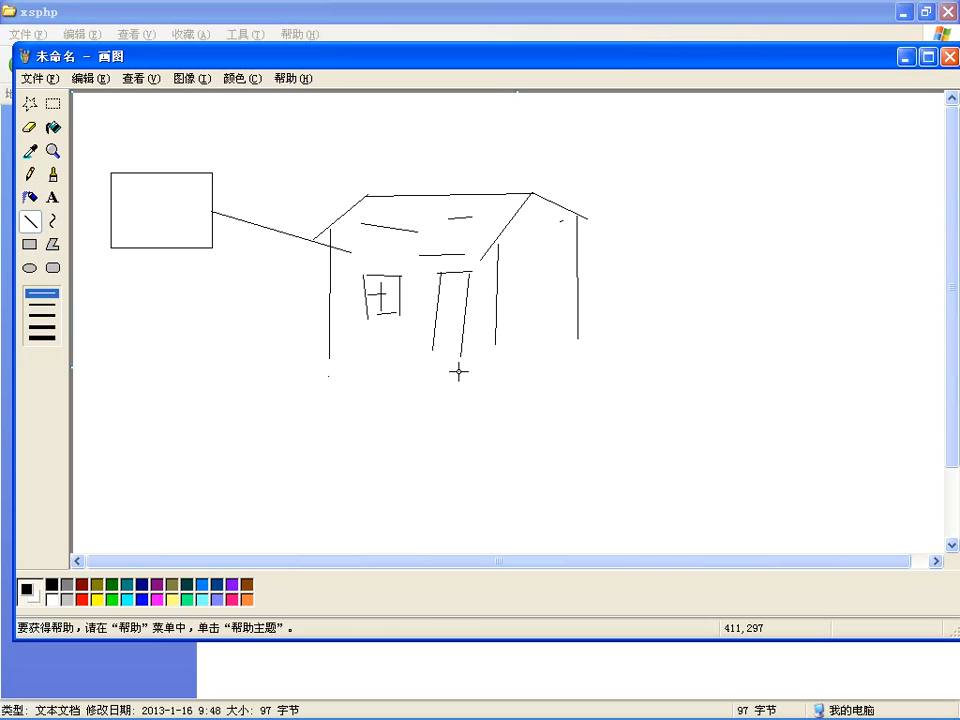 xsphp
文件(F) 编辑(E) 查看(V) 收藏(A) 工具(T) 帮助(H)
未命名 - 画图
文件(F) 编辑(E) 查看(V) 图像(I) 颜色(C) 帮助(H)
A
要获得帮助，请在“帮助”菜单中，单击“帮助主题”。 411,297
类型: 文本文档 修改日期: 2013-1-16 9:48 大小: 97 字节 97 字节 我的电脑